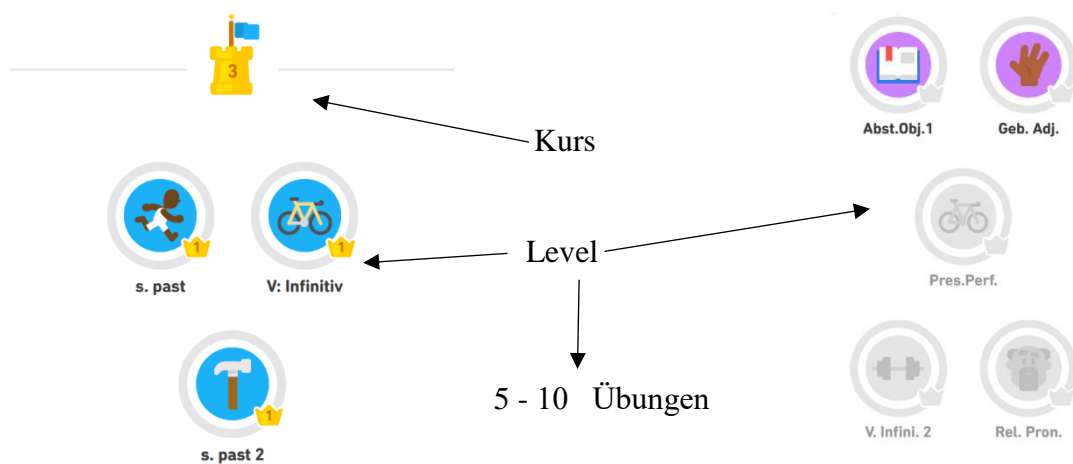 3
Abst.Obj.1 Geb. Adj.
Kurs
1 1
s. past V: Infinitiv
Level
Pres.Perf.
1
s. past 2
5 - 10 Übungen
V. Infini. 2 Rel. Pron.